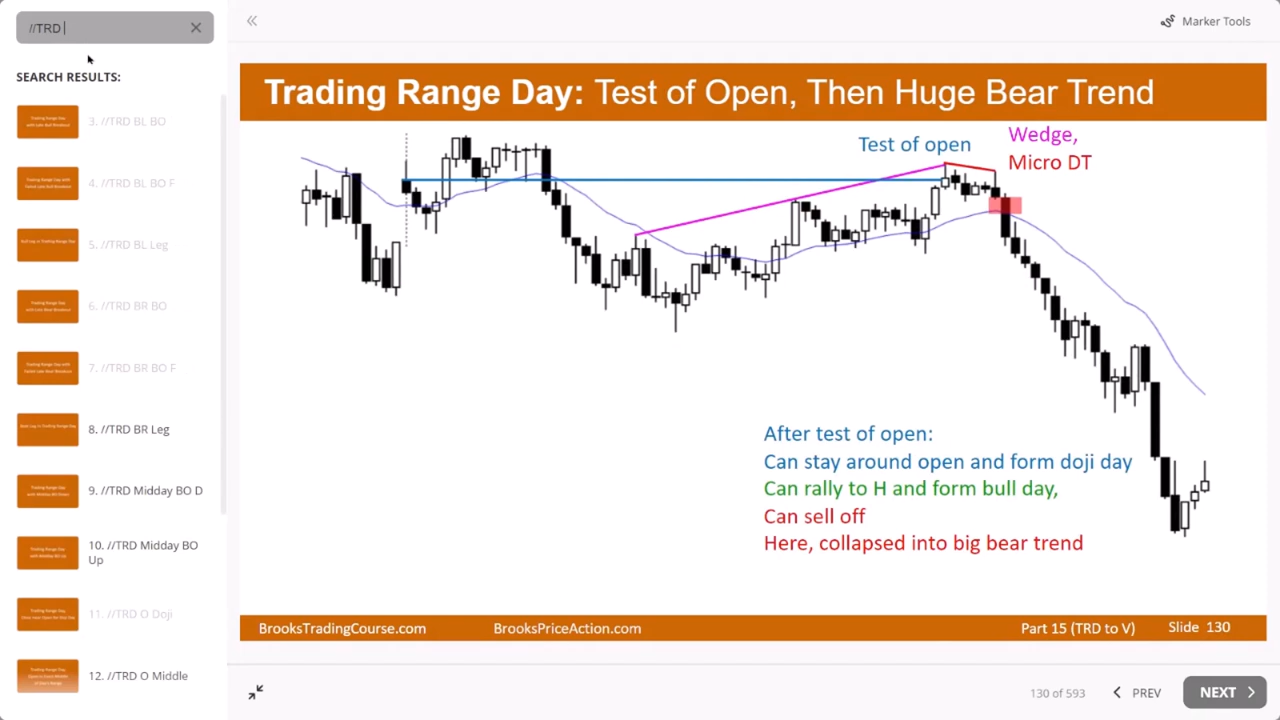 //TRD
SEARCH RESULTS:
3. //TRD BL BO
4. //TRD BL BO F
5. //TRD BL Leg
6. //TRD BR BO
7. //TRD BR BO F
8. //TRD BR Leg
9. //TRD Midday BO D
10. //TRD Midday BO
Up
11. //TRD O Doji
12. //TRD O Middle
Marker Tools
Trading Range Day: Test of Open, Then Huge Bear Trend
Test of open
Wedge,
Micro DT
After test of open:
Can stay around open and form doji day
Can rally to H and form bull day,
Can sell off
Here, collapsed into big bear trend
BrooksTradingCourse.com BrooksPriceAction.com Part 15 (TRD to V) Slide 130
130 of 593 PREV NEXT